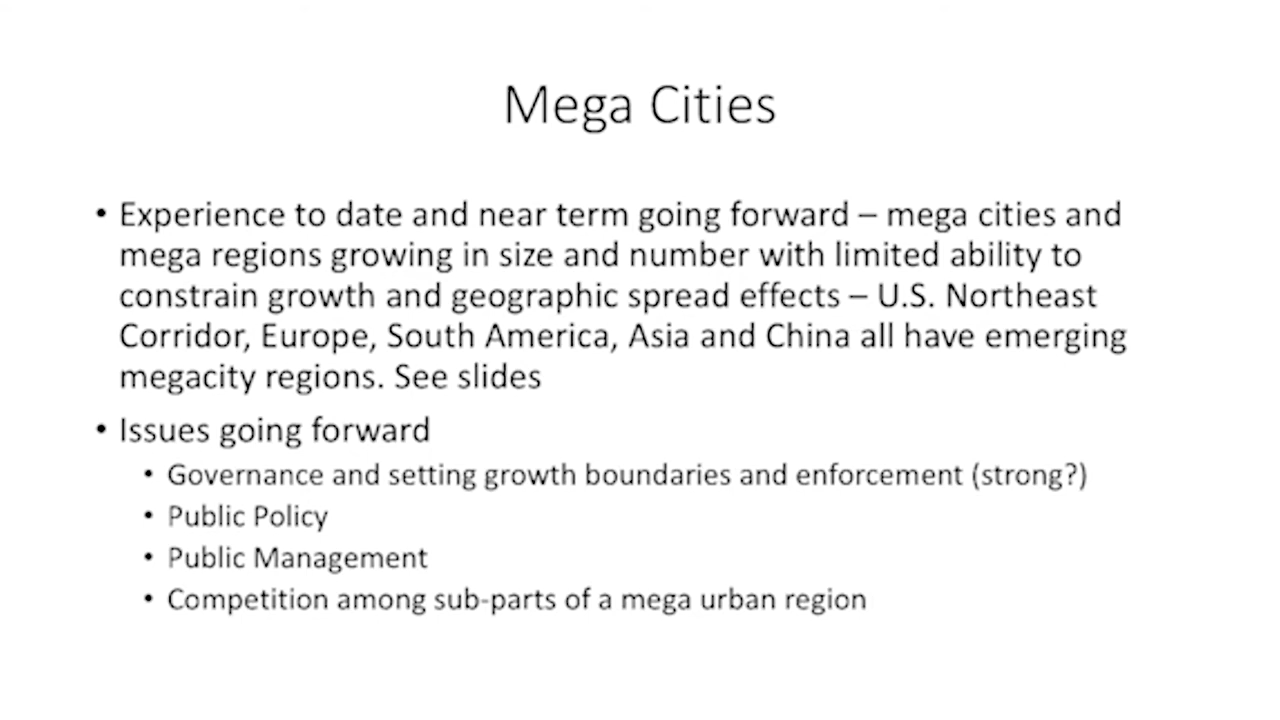 Mega Cities
• Experience to date and near term going forward – mega cities and
mega regions growing in size and number with limited ability to
constrain growth and geographic spread effects – U.S. Northeast
Corridor, Europe, South America, Asia and China all have emerging
megacity regions. See slides
• Issues going forward
• Governance and setting growth boundaries and enforcement (strong?)
• Public Policy
• Public Management
• Competition among sub-parts of a mega urban region